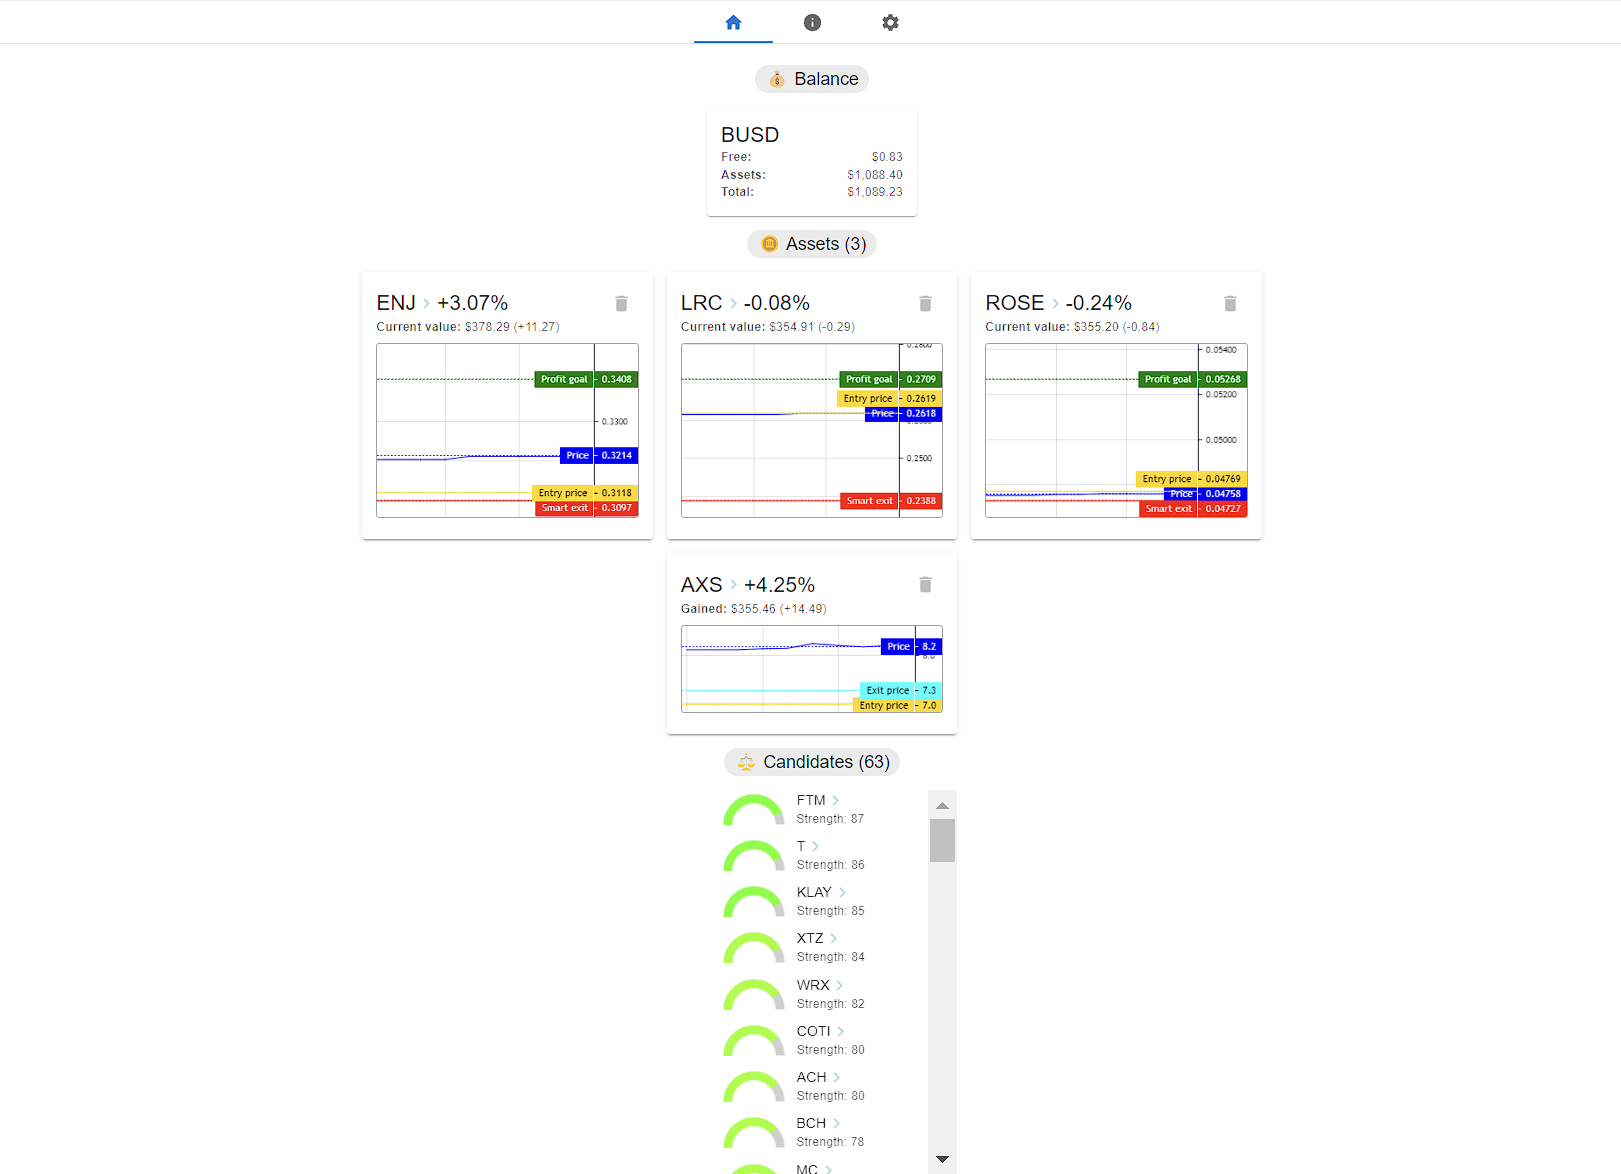 Balance
BUSD
Free: $0.83
Assets: $1,088.40
Total: $1,089.23
Assets (3)
ENJ > +3.07%
Current value: $378.29 (+11.27)
Profit goal 0.3408
0.3300
Price 0.3214
Entry price 0.3118
Smart exit 0.3097
LRC > -0.08%
Current value: $354.91 (-0.29)
0.2800
Profit goal 0.2709
Entry price 0.2619
Price 0.2618
0.2500
Smart exit 0.2388
ROSE > -0.24%
Current value: $355.20 (-0.84)
0.05400
Profit goal 0.05268
0.05200
0.05000
Entry price 0.04769
Price 0.04758
Smart exit 0.04727
AXS > +4.25%
Gained: $355.46 (+14.49)
Price 8.2
Exit price 7.3
Entry price 7.0
Candidates (63)
FTM >
Strength: 87
T >
Strength: 86
KLAY >
Strength: 85
XTZ >
Strength: 84
WRX >
Strength: 82
COTI >
Strength: 80
ACH >
Strength: 80
BCH >
Strength: 78
MC >